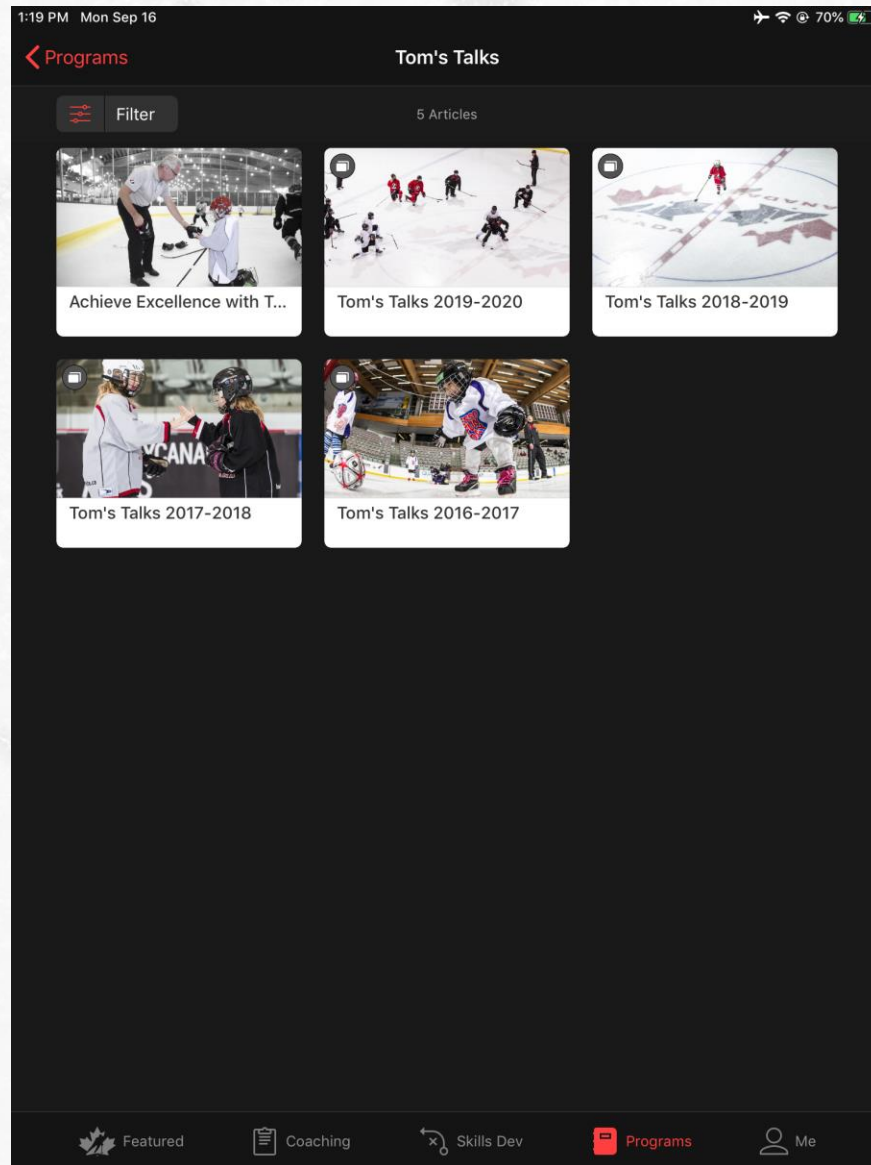 1:19 PM Mon Sep 16
70%
Programs
Tom's Talks
Filter
5 Articles
Achieve Excellence with T...
Tom's Talks 2019-2020
Tom's Talks 2018-2019
CANADA
Tom's Talks 2017-2018
Tom's Talks 2016-2017
Featured
Coaching
Skills Dev
Programs
Me